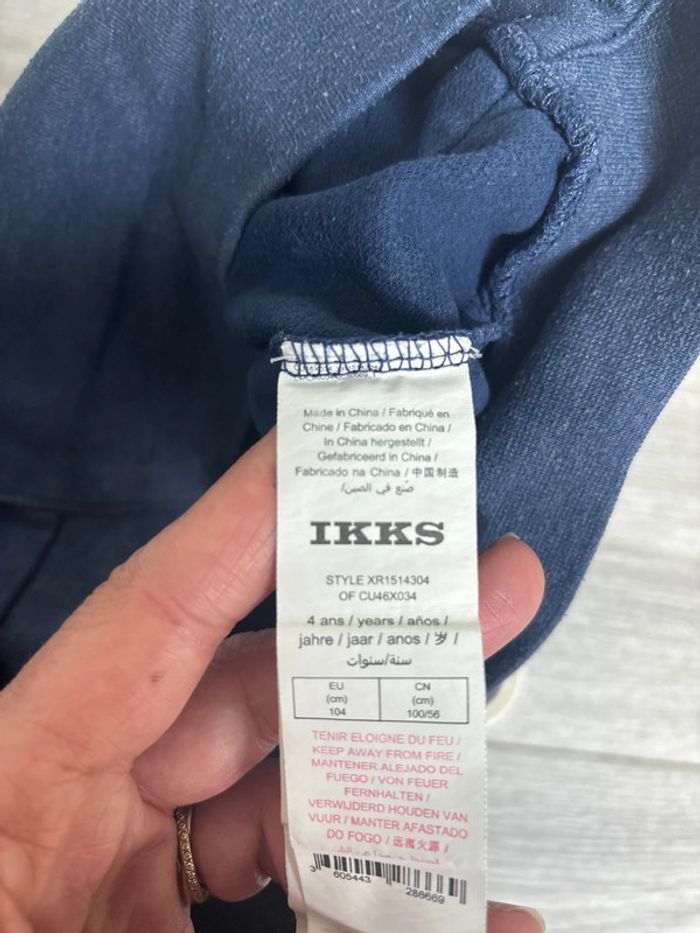 Made in China / Fabriqué en
Chine / Fabricado en China /
In China hergestellt /
Gefabriceerd in China /
Fabricado na China / 中国制造
صنع في الصين/
IKKS
STYLE XR1514304
OF CU46X034
4 ans / years / años /
jahre / jaar / anos / 岁 /
سنة/سنوات
EU
(cm)
104
CN
(cm)
100/56
TENIR ELOIGNE DU FEU /
KEEP AWAY FROM FIRE /
MANTENER ALEJADO DEL
FUEGO / VON FEUER
FERNHALTEN /
VERWIJDERD HOUDEN VAN
VUUR / MANTER AFASTADO
DO FOGO / 远离火源 /
3 605443 286669